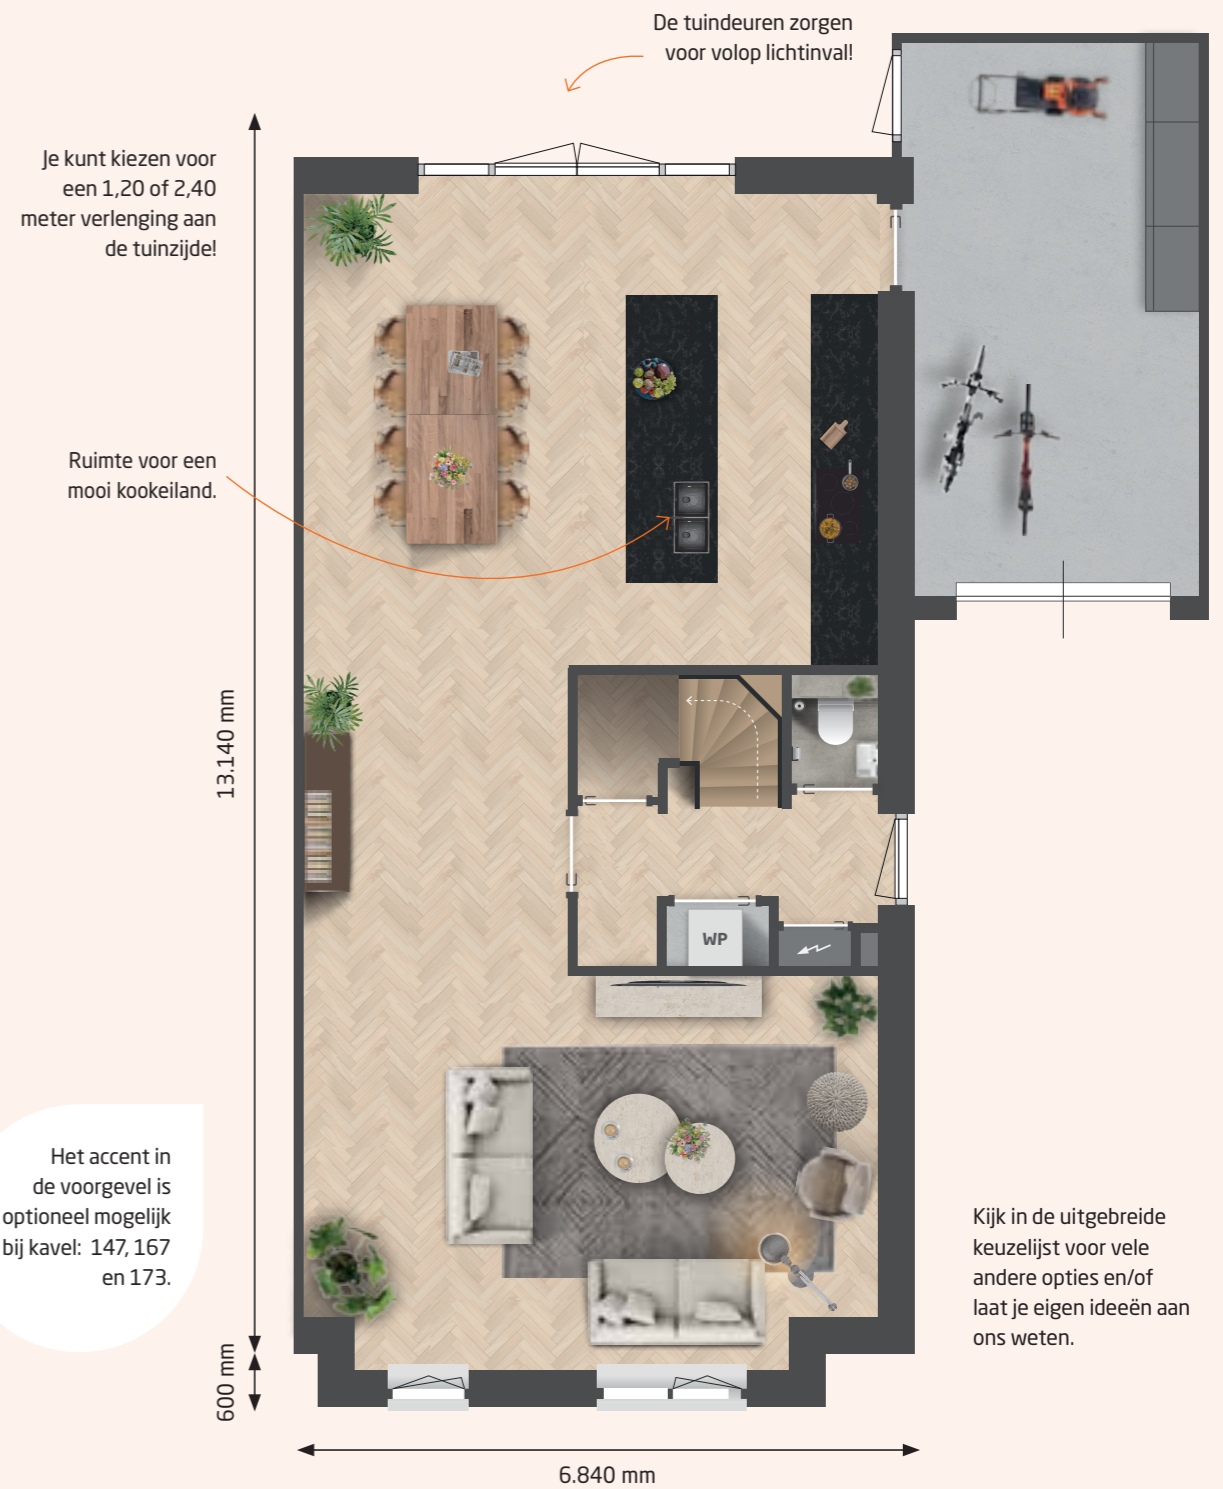 De tuindeuren zorgen
voor volop lichtinval!
Je kunt kiezen voor
een 1,20 of 2,40
meter verlenging aan
de tuinzijde!
Ruimte voor een
mooi kookeiland.
13.140 mm
WP
Het accent in
de voorgevel is
optioneel mogelijk
bij kavel: 147, 167
en 173.
Kijk in de uitgebreide
keuzelijst voor vele
andere opties en/of
laat je eigen ideeën aan
ons weten.
600 mm
6.840 mm